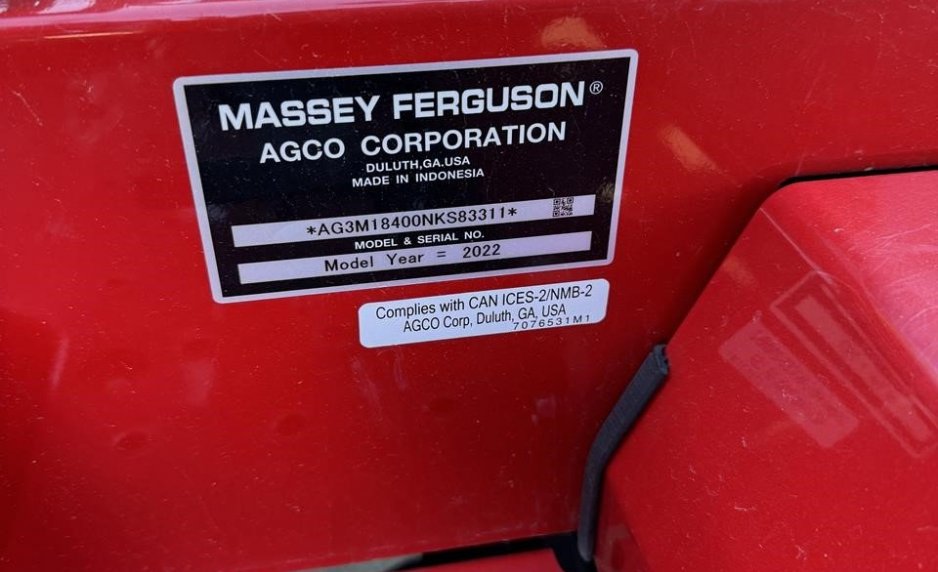 MASSEY FERGUSON®
AGCO CORPORATION
DULUTH,GA.USA
MADE IN INDONESIA
*AG3M18400NKS83311*
MODEL & SERIAL NO.
Model Year = 2022
Complies with CAN ICES-2/NMB-2
AGCO Corp, Duluth, GA, USA
7076531M1